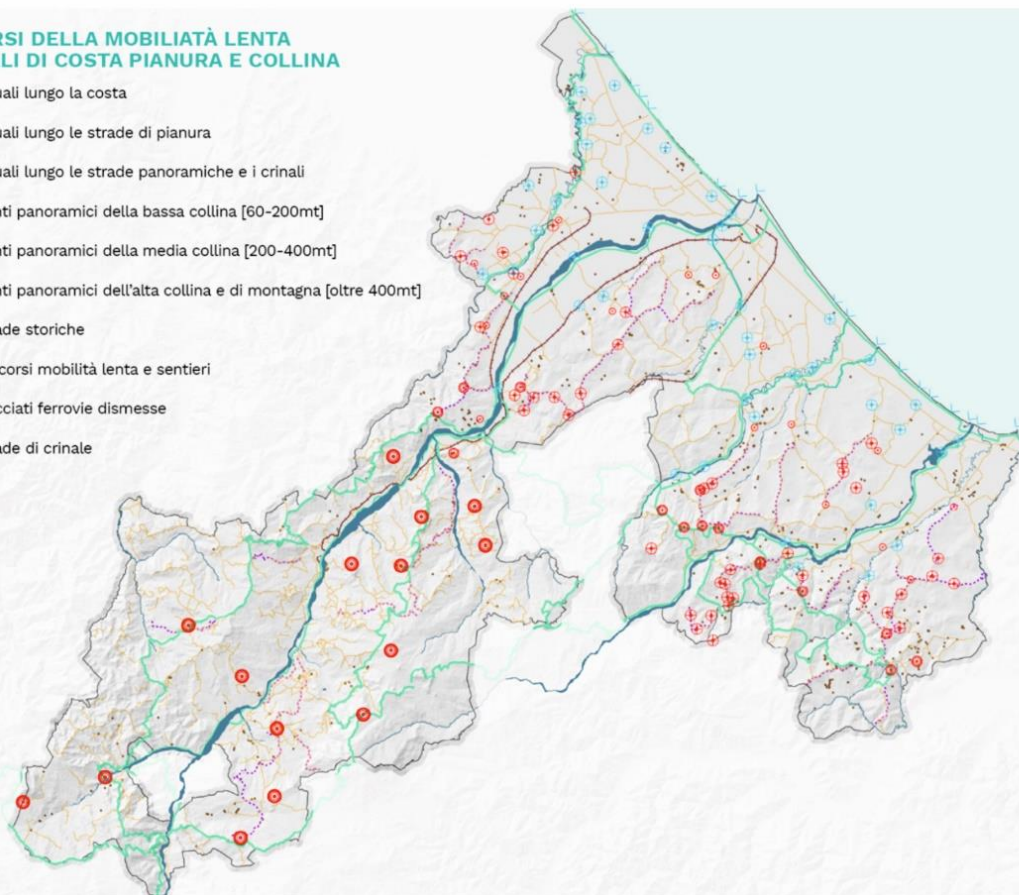 RSI DELLA MOBILIATÀ LENTA
LI DI COSTA PIANURA E COLLINA
uali lungo la costa
uali lungo le strade di pianura
uali lungo le strade panoramiche e i crinali
nti panoramici della bassa collina [60-200mt]
nti panoramici della media collina [200-400mt]
nti panoramici dell'alta collina e di montagna [oltre 400mt]
ade storiche
corsi mobilità lenta e sentieri
cciati ferrovie dismesse
ade di crinale